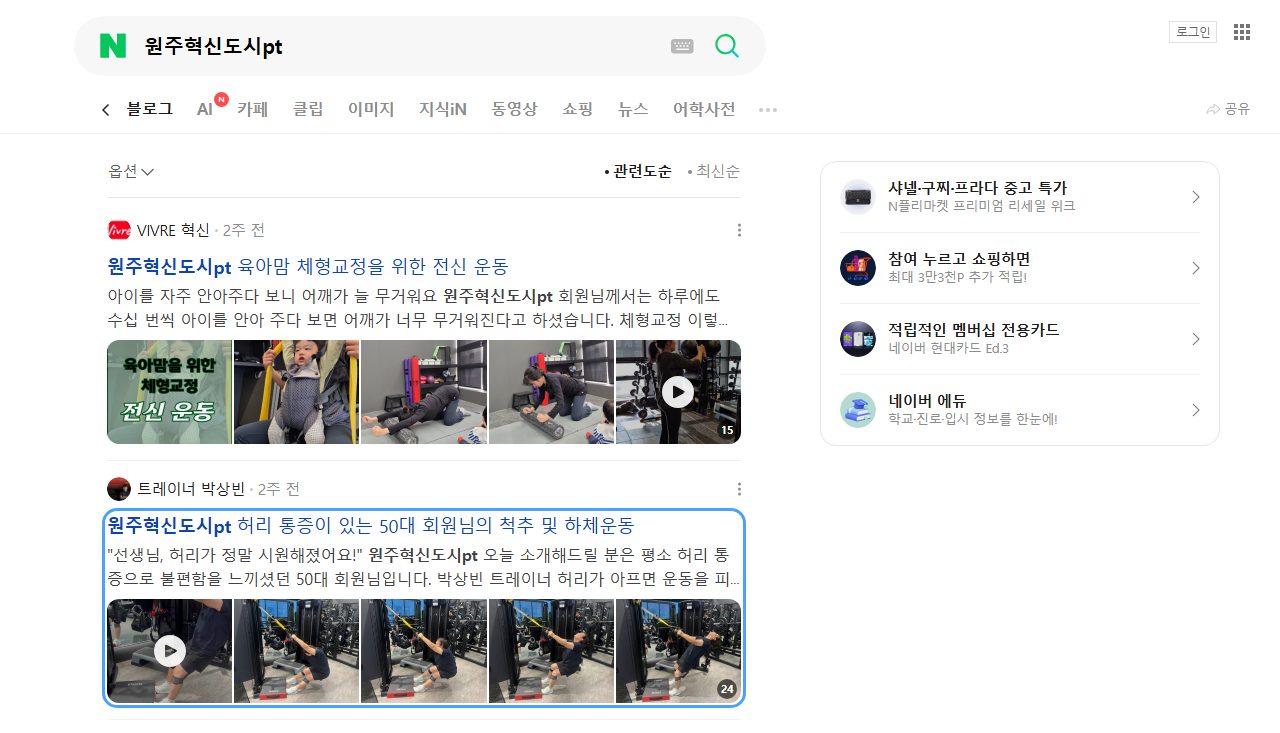 원주혁신도시pt
로그인
블로그
AI
N
카페
클립
이미지
지식iN
동영상
쇼핑
뉴스
어학사전
공유
옵션
• 관련도순
• 최신순
VIVRE 혁신 · 2주 전
원주혁신도시pt 육아맘 체형교정을 위한 전신 운동
아이를 자주 안아주다 보니 어깨가 늘 무거워요 원주혁신도시pt 회원님께서는 하루에도
수십 번씩 아이를 안아 주다 보면 어깨가 너무 무거워진다고 하셨습니다. 체형교정 이렇...
육아맘을 위한
체형교정
전신 운동
15
트레이너 박상빈 · 2주 전
원주혁신도시pt 허리 통증이 있는 50대 회원님의 척추 및 하체운동
"선생님, 허리가 정말 시원해졌어요!" 원주혁신도시pt 오늘 소개해드릴 분은 평소 허리 통
증으로 불편함을 느끼셨던 50대 회원님입니다. 박상빈 트레이너 허리가 아프면 운동을 피...
24
샤넬·구찌·프라다 중고 특가
N플리마켓 프리미엄 리세일 위크
참여 누르고 쇼핑하면
최대 3만3천P 추가 적립!
적립적인 멤버십 전용카드
네이버 현대카드 Ed.3
네이버 에듀
학교·진로·입시 정보를 한눈에!